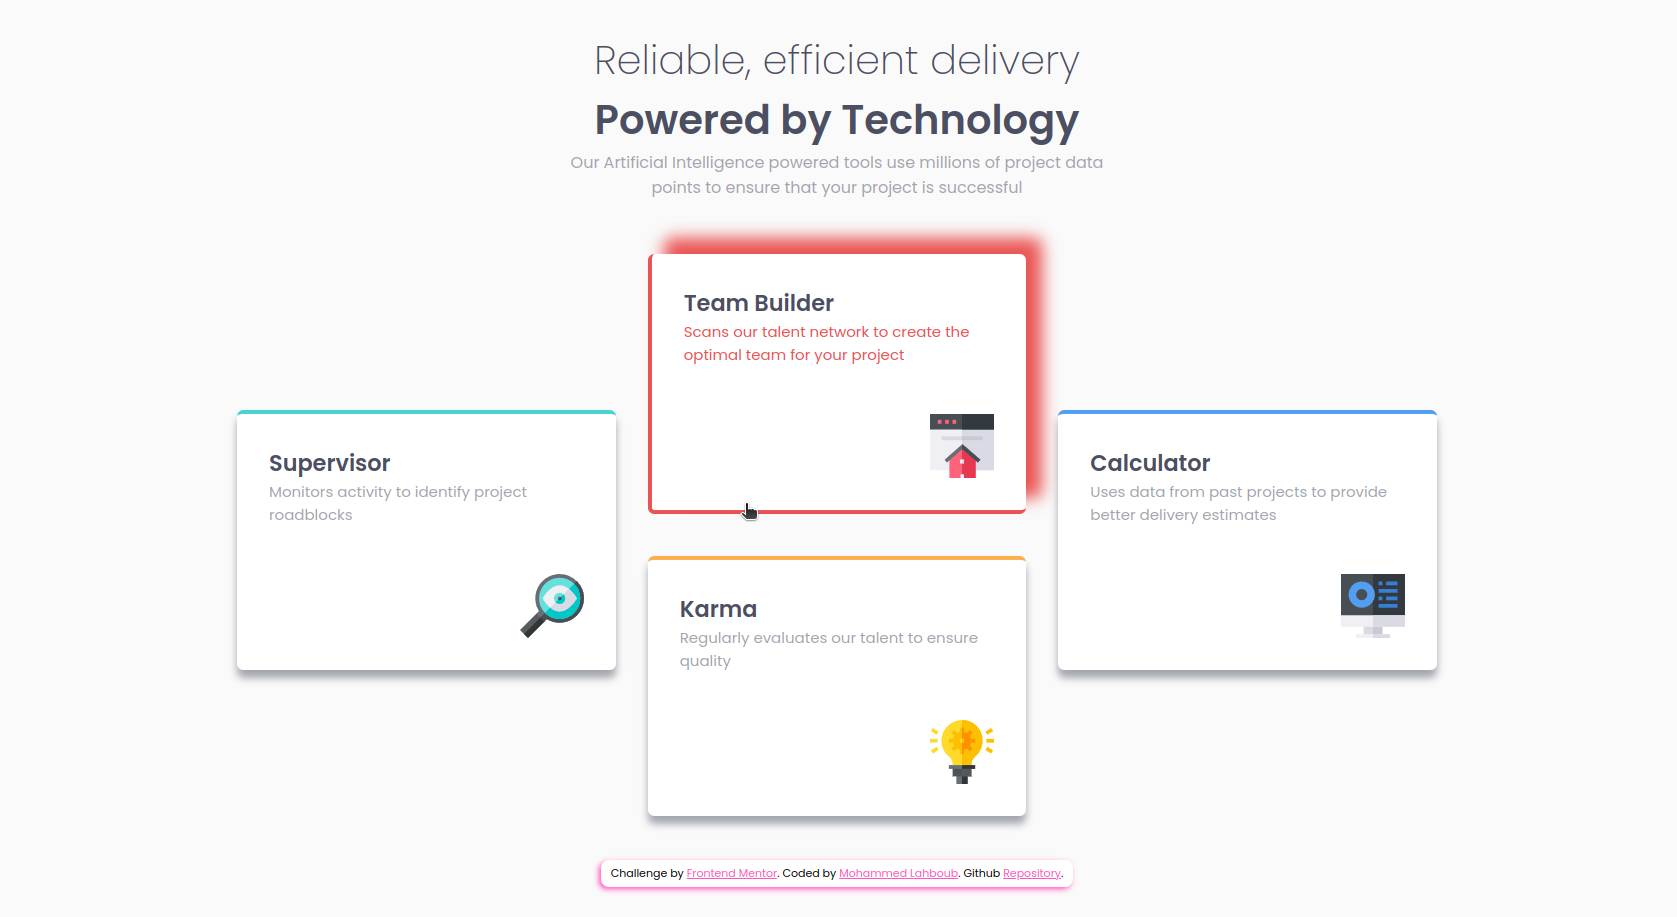 Reliable, efficient delivery
Powered by Technology
Our Artificial Intelligence powered tools use millions of project data
points to ensure that your project is successful
Team Builder
Scans our talent network to create the
optimal team for your project
Supervisor
Monitors activity to identify project
roadblocks
Calculator
Uses data from past projects to provide
better delivery estimates
Karma
Regularly evaluates our talent to ensure
quality
Challenge by Frontend Mentor. Coded by Mohammed Lahboub. Github Repository.